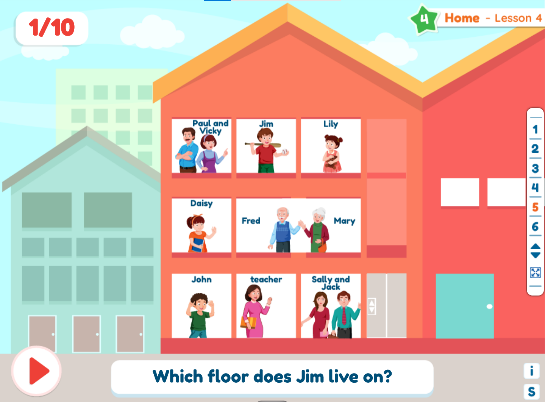 1/10
4 Home - Lesson 4
Paul and
Vicky
Jim
Lily
Daisy
Fred
Mary
John
teacher
Sally and
Jack
1
2
3
4
5
6
Which floor does Jim live on?
i
S